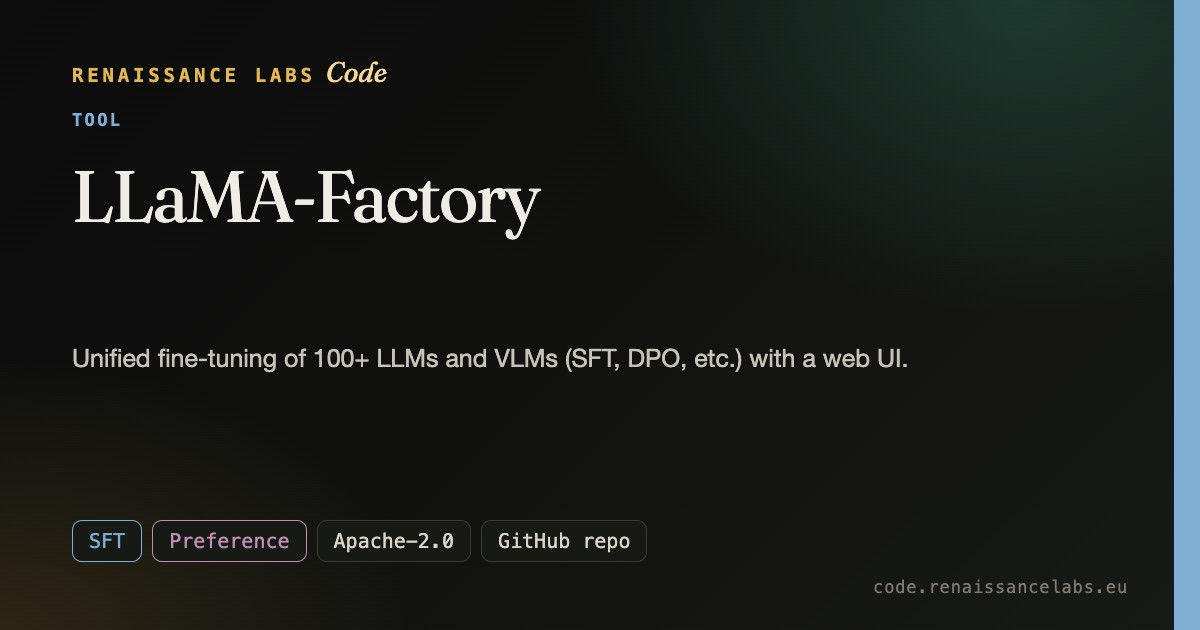 RENAISSANCE LABS Code
TOOL
LLaMA-Factory
Unified fine-tuning of 100+ LLMs and VLMs (SFT, DPO, etc.) with a web UI.
SFT Preference Apache-2.0 GitHub repo
code.renaissancelabs.eu